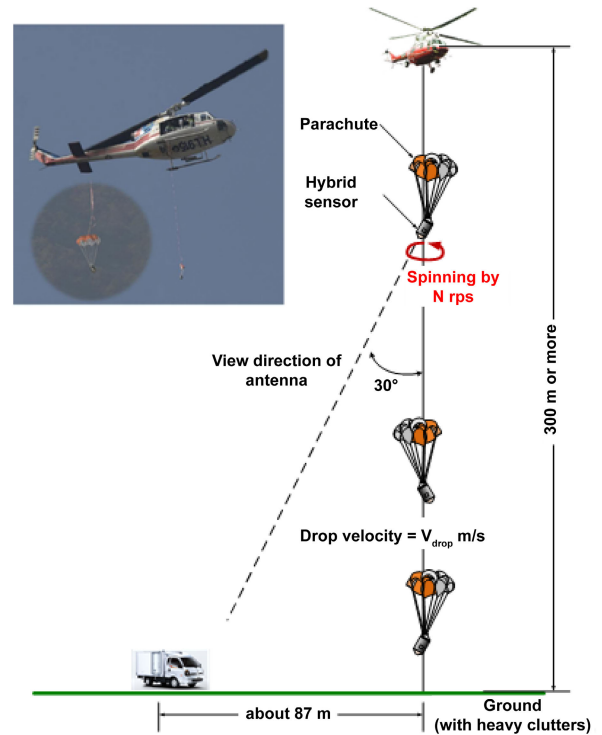 Parachute
Hybrid
sensor
Spinning by
N rps
View direction of
antenna
30°
300 m or more
Drop velocity = Vdrop m/s
Ground
(with heavy clutters)
about 87 m